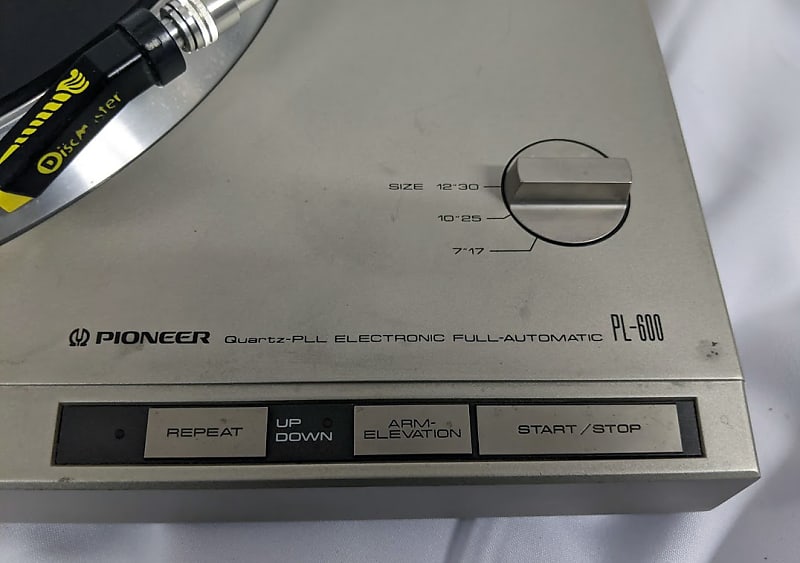 DiscMaster
SIZE 12"30
10"25
7"17
PIONEER Quartz-PLL ELECTRONIC FULL-AUTOMATIC PL-600
REPEAT UP DOWN ARM-ELEVATION START/STOP